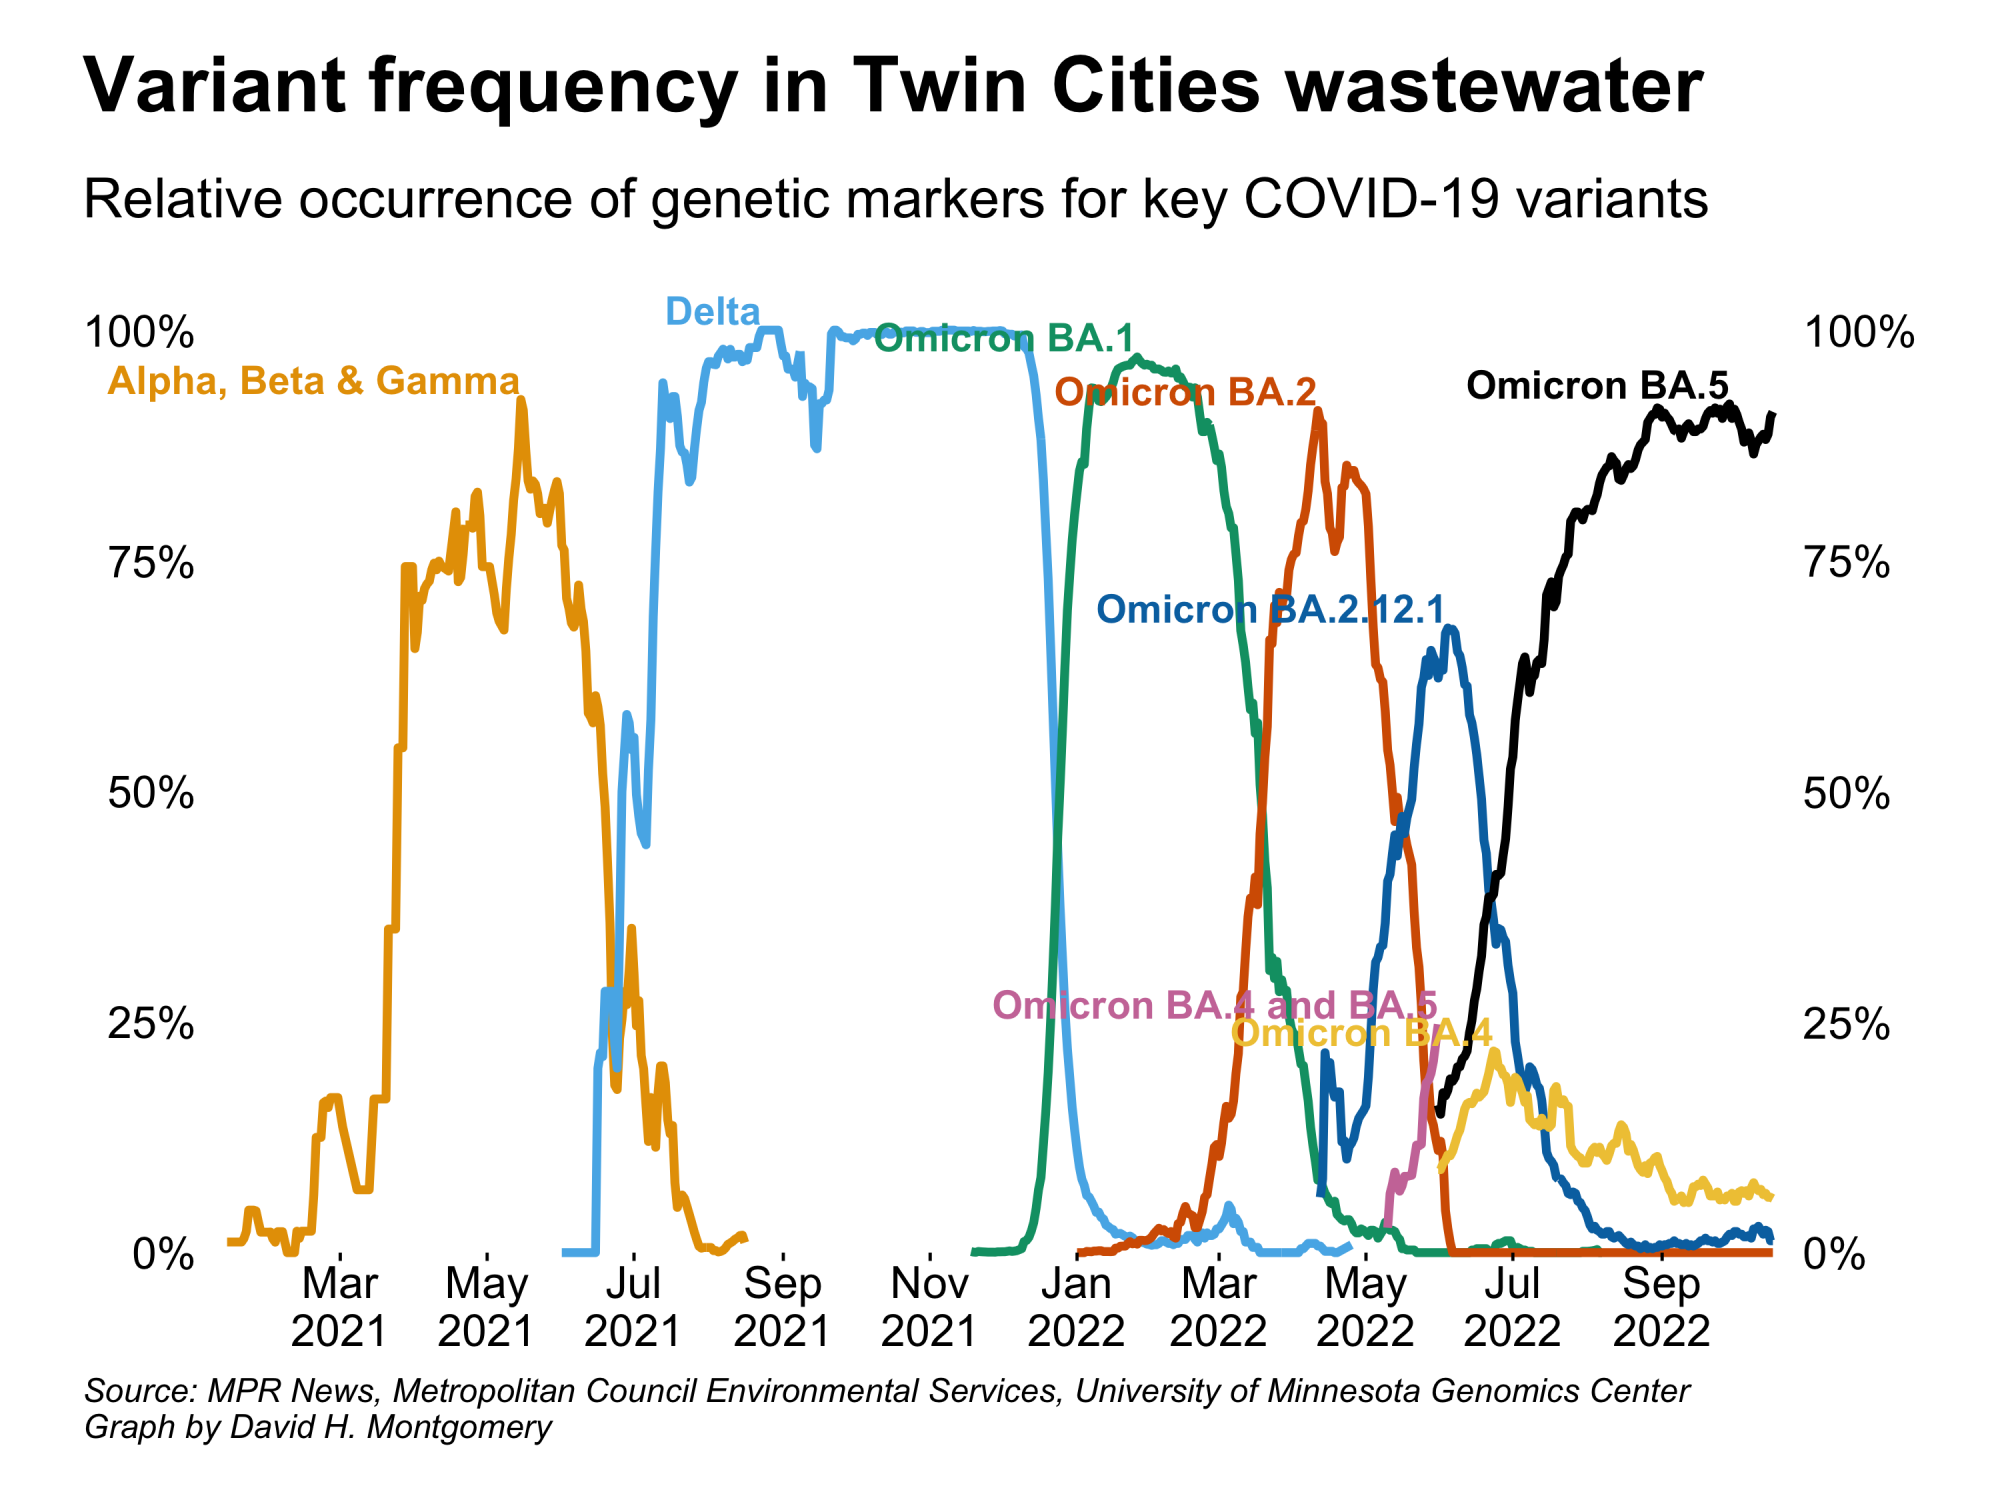 Variant frequency in Twin Cities wastewater
Relative occurrence of genetic markers for key COVID-19 variants
Delta
100%
Omicron BA.1
100%
Alpha, Beta & Gamma
Omicron BA.2
Omicron BA.5
75%
75%
Omicron BA.2.12.1
50%
50%
Omicron BA.4 and BA.5
25%
Omicron BA.4
25%
0%
0%
Mar May Jul Sep Nov Jan Mar May Jul Sep
2021 2021 2021 2021 2021 2022 2022 2022 2022 2022
Source: MPR News, Metropolitan Council Environmental Services, University of Minnesota Genomics Center
Graph by David H. Montgomery